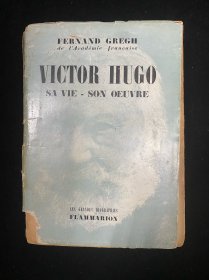 FERNAND GREGH
de l'Académie française
VICTOR HUGO
SA VIE - SON OEUVRE
LES GRANDES BIOGRAPHIES
FLAMMARION